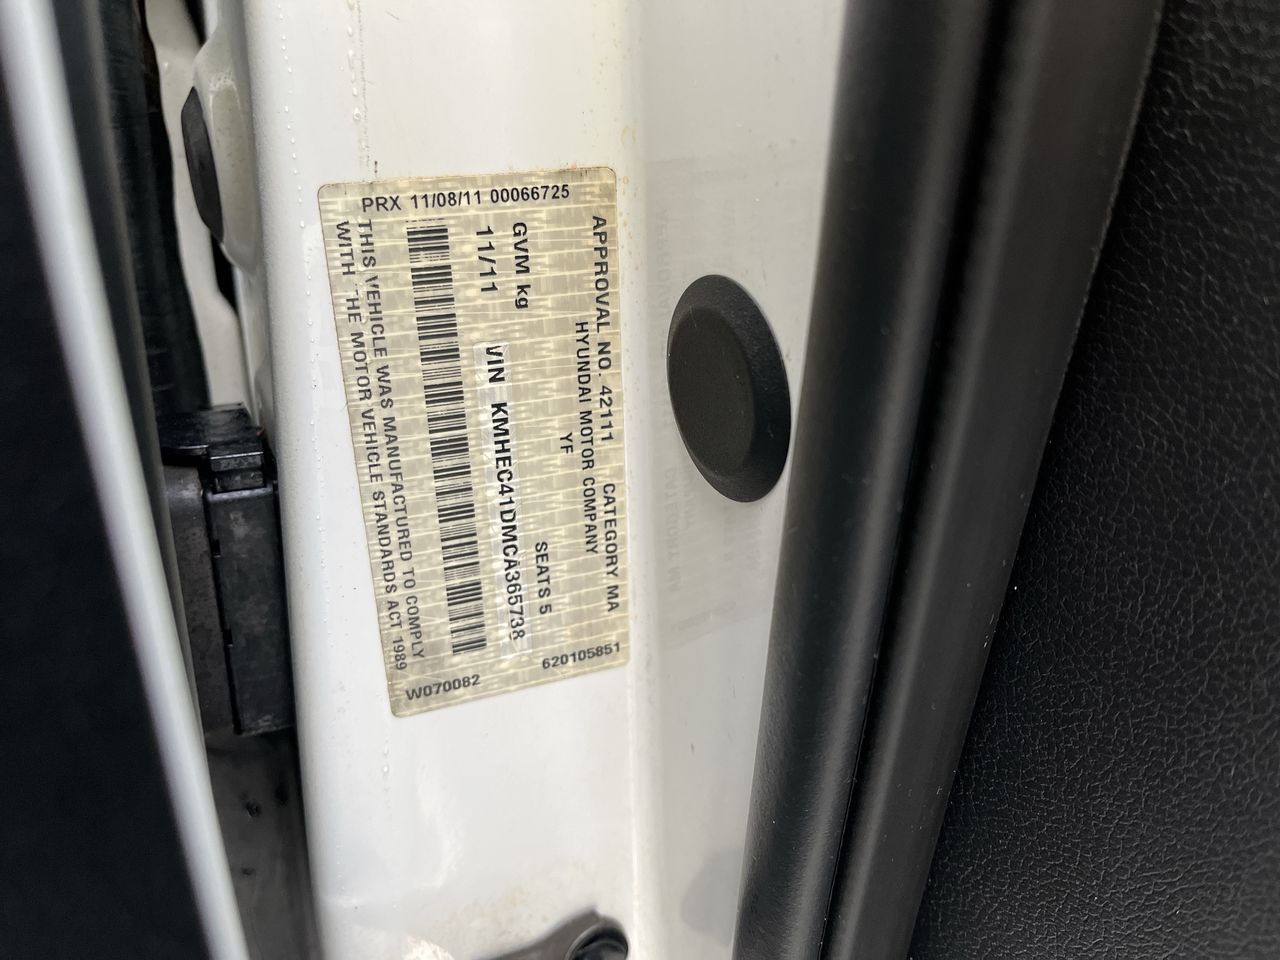 PRX 11/08/11 00066725
APPROVAL NO. 42111 CATEGORY MA
HYUNDAI MOTOR COMPANY
YF
GVM kg SEATS 5
11/11 VIN KMHEC41DMCA365738
THIS VEHICLE WAS MANUFACTURED TO COMPLY
WITH THE MOTOR VEHICLE STANDARDS ACT 1989
W070082 620105851